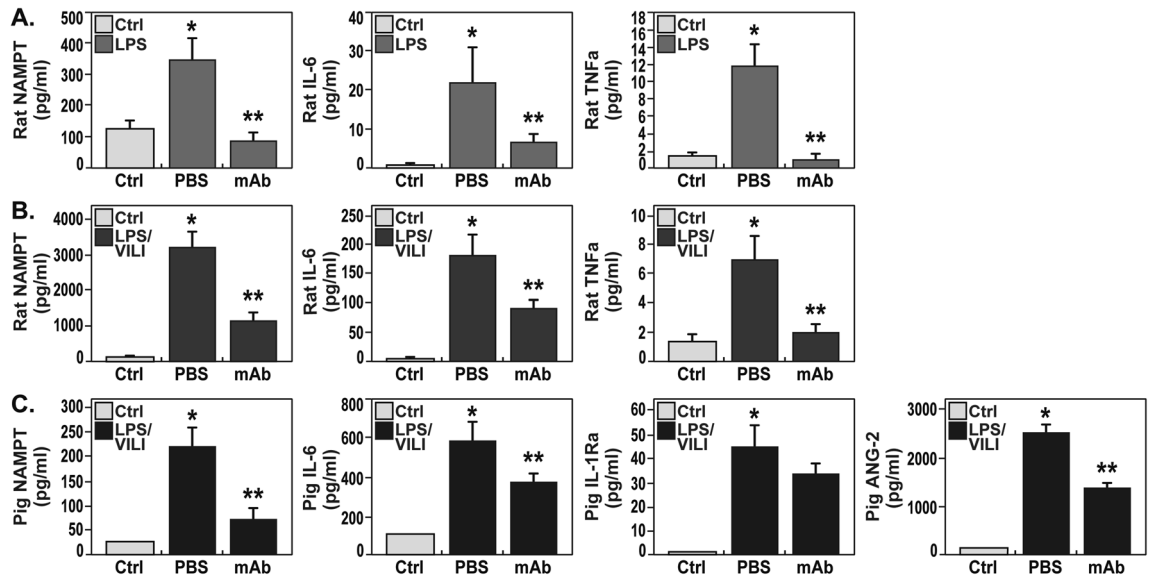 A.
Rat NAMPT
(pg/ml)
500
400
300
200
100
0
Ctrl
LPS
*
**
Ctrl
PBS
mAb
Rat IL-6
(pg/ml)
40
30
20
10
0
Ctrl
LPS
*
**
Ctrl
PBS
mAb
Rat TNFa
(pg/ml)
18
16
14
12
10
8
6
4
2
0
Ctrl
LPS
*
**
Ctrl
PBS
mAb
B.
Rat NAMPT
(pg/ml)
4000
3000
2000
1000
0
Ctrl
LPS/
VILI
*
**
Ctrl
PBS
mAb
Rat IL-6
(pg/ml)
250
200
150
100
50
0
Ctrl
LPS/
VILI
*
**
Ctrl
PBS
mAb
Rat TNFa
(pg/ml)
10
8
6
4
2
0
Ctrl
LPS/
VILI
*
**
Ctrl
PBS
mAb
C.
Pig NAMPT
(pg/ml)
300
250
200
150
100
50
0
Ctrl
LPS/
VILI
*
**
Ctrl
PBS
mAb
Pig IL-6
(pg/ml)
800
600
400
200
0
Ctrl
LPS/
VILI
*
**
Ctrl
PBS
mAb
Pig IL-1Ra
(pg/ml)
60
50
40
30
20
10
0
Ctrl
LPS/
VILI
*
Ctrl
PBS
mAb
Pig ANG-2
(pg/ml)
3000
2000
1000
0
Ctrl
LPS/
VILI
*
**
Ctrl
PBS
mAb